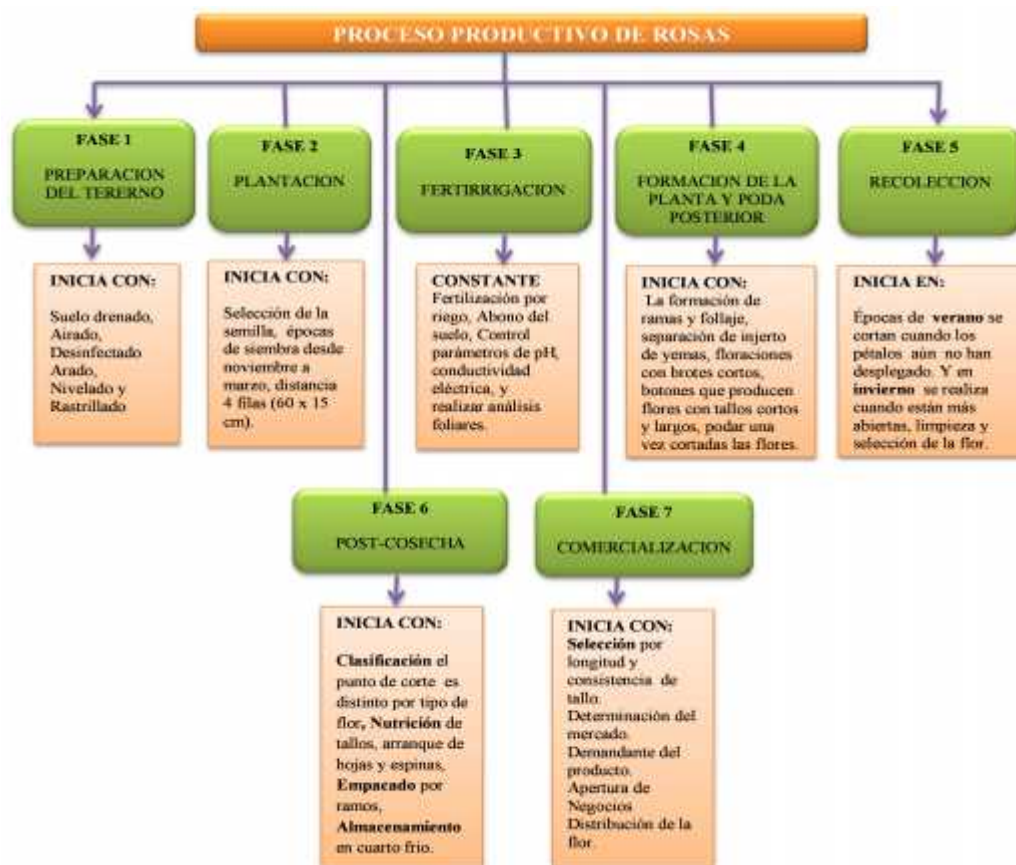 PROCESO PRODUCTIVO DE ROSAS
FASE 1
PREPARACION
DEL TERERNO
INICIA CON:
Suelo drenado,
Airado,
Desinfectado
Arado,
Nivelado y
Rastrillado
FASE 2
PLANTACION
INICIA CON:
Selección de la
semilla, épocas
de siembra desde
noviembre a
marzo, distancia
4 filas (60 x 15
cm).
FASE 3
FERTIRRIGACION
CONSTANTE
Fertilización por
riego, Abono del
suelo, Control
parámetros de pH,
conductividad
eléctrica, y
realizar análisis
foliares.
FASE 4
FORMACION DE LA
PLANTA Y PODA
POSTERIOR
INICIA CON:
La formación de
ramas y follaje,
separación de injerto
de yemas, floraciones
con brotes cortos,
botones que producen
flores con tallos cortos
y largos, podar una
vez cortadas las flores.
FASE 5
RECOLECCION
INICIA EN:
Épocas de verano se
cortan cuando los
pétalos aún no han
desplegado. Y en
invierno se realiza
cuando están más
abiertas, limpieza y
selección de la flor.
FASE 6
POST-COSECHA
INICIA CON:
Clasificación el
punto de corte es
distinto por tipo de
flor, Nutrición de
tallos, arranque de
hojas y espinas,
Empacado por
ramos,
Almacenamiento
en cuarto frio.
FASE 7
COMERCIALIZACION
INICIA CON:
Selección por
longitud y
consistencia de
tallo.
Determinación del
mercado.
Demandante del
producto.
Apertura de
Negocios
Distribución de la
flor.